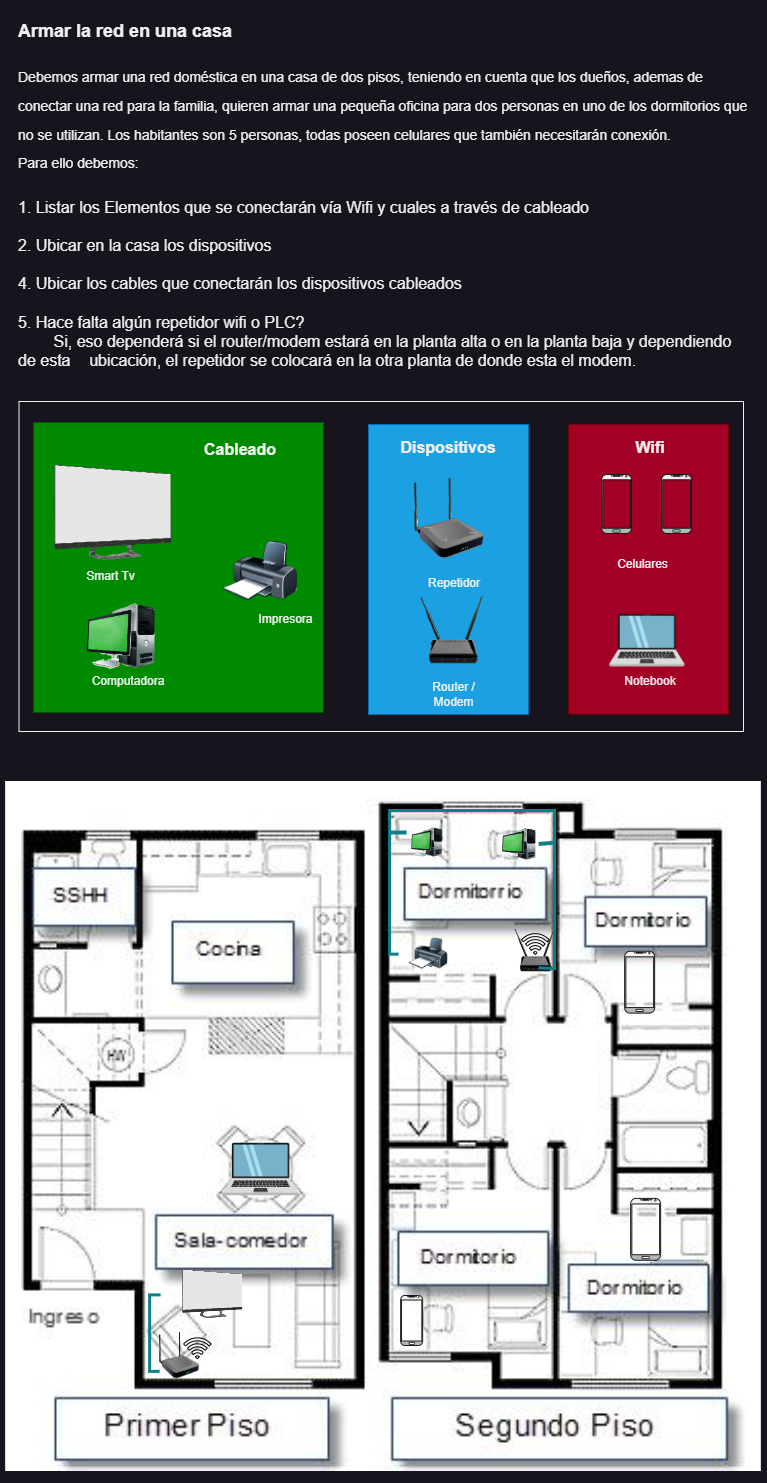 Armar la red en una casa
Debemos armar una red doméstica en una casa de dos pisos, teniendo en cuenta que los dueños, ademas de
conectar una red para la familia, quieren armar una pequeña oficina para dos personas en uno de los dormitorios que
no se utilizan. Los habitantes son 5 personas, todas poseen celulares que también necesitarán conexión.
Para ello debemos:
1. Listar los Elementos que se conectarán vía Wifi y cuales a través de cableado
2. Ubicar en la casa los dispositivos
4. Ubicar los cables que conectarán los dispositivos cableados
5. Hace falta algún repetidor wifi o PLC?
Si, eso dependerá si el router/modem estará en la planta alta o en la planta baja y dependiendo
de esta ubicación, el repetidor se colocará en la otra planta de donde esta el modem.
Cableado
Dispositivos
Wifi
Smart Tv
Impresora
Computadora
Repetidor
Router /
Modem
Celulares
Notebook
SSHH
Cocina
HW
Sala-comedor
Ingreso
Primer Piso
Dormitorrio
Dormitorio
Dormitorio
Dormitorio
Segundo Piso